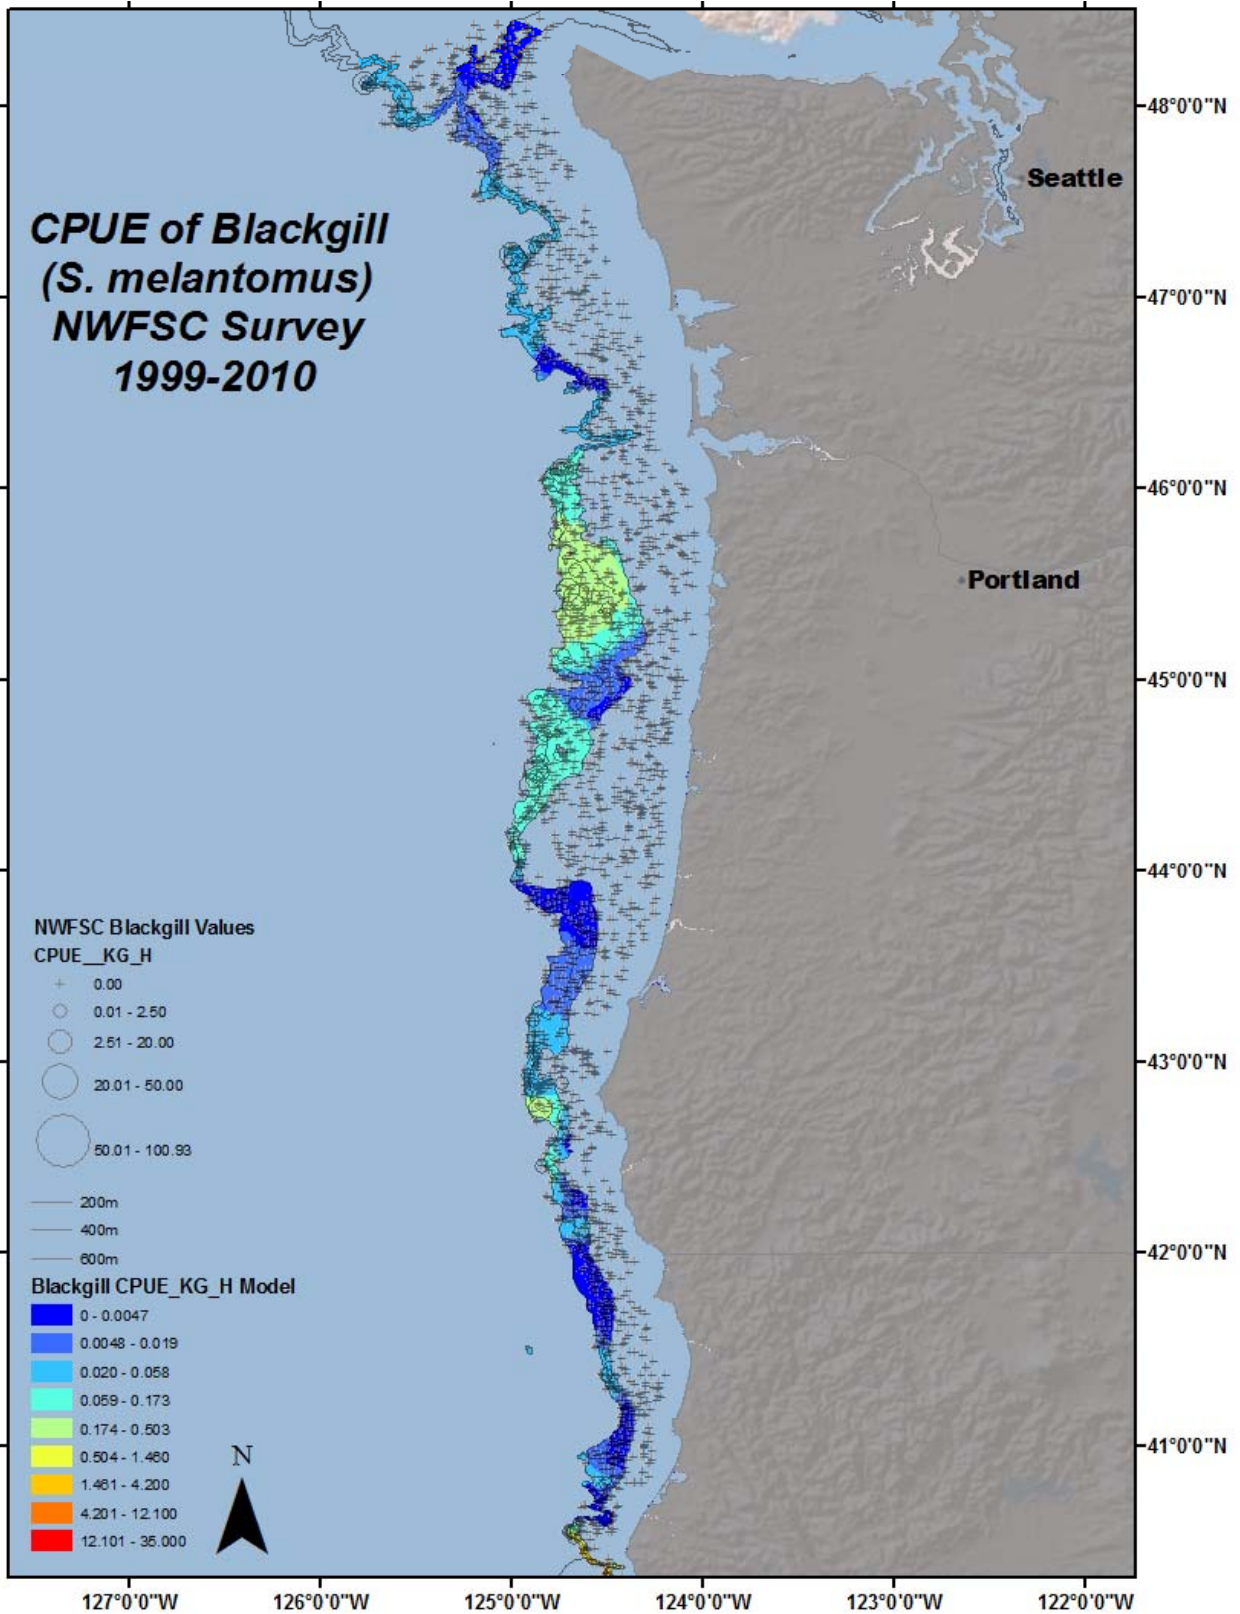 CPUE of Blackgill
(S. melantomus)
NWFSC Survey
1999-2010
Seattle
Portland
48°0'0"N
47°0'0"N
46°0'0"N
45°0'0"N
44°0'0"N
43°0'0"N
42°0'0"N
41°0'0"N
NWFSC Blackgill Values
CPUE__KG_H
0.00
0.01 - 2.50
2.51 - 20.00
20.01 - 50.00
50.01 - 100.93
200m
400m
600m
Blackgill CPUE_KG_H Model
0 - 0.0047
0.0048 - 0.019
0.020 - 0.058
0.059 - 0.173
0.174 - 0.503
0.504 - 1.460
1.461 - 4.200
4.201 - 12.100
12.101 - 35.000
N
127°0'0"W
126°0'0"W
125°0'0"W
124°0'0"W
123°0'0"W
122°0'0"W